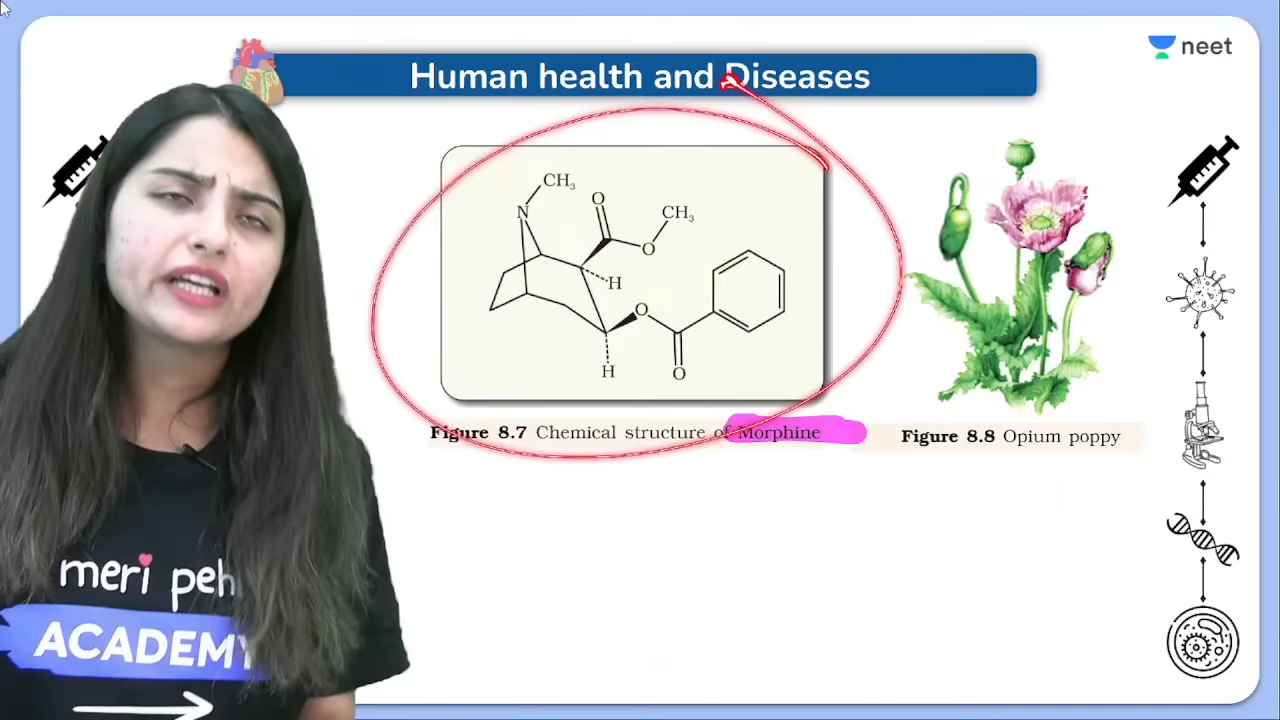 neet
Human health and Diseases
CH₃
N
O
CH₃
O
H
O
H
O
Figure 8.7 Chemical structure of Morphine
Figure 8.8 Opium poppy
meri peh
ACADEMY